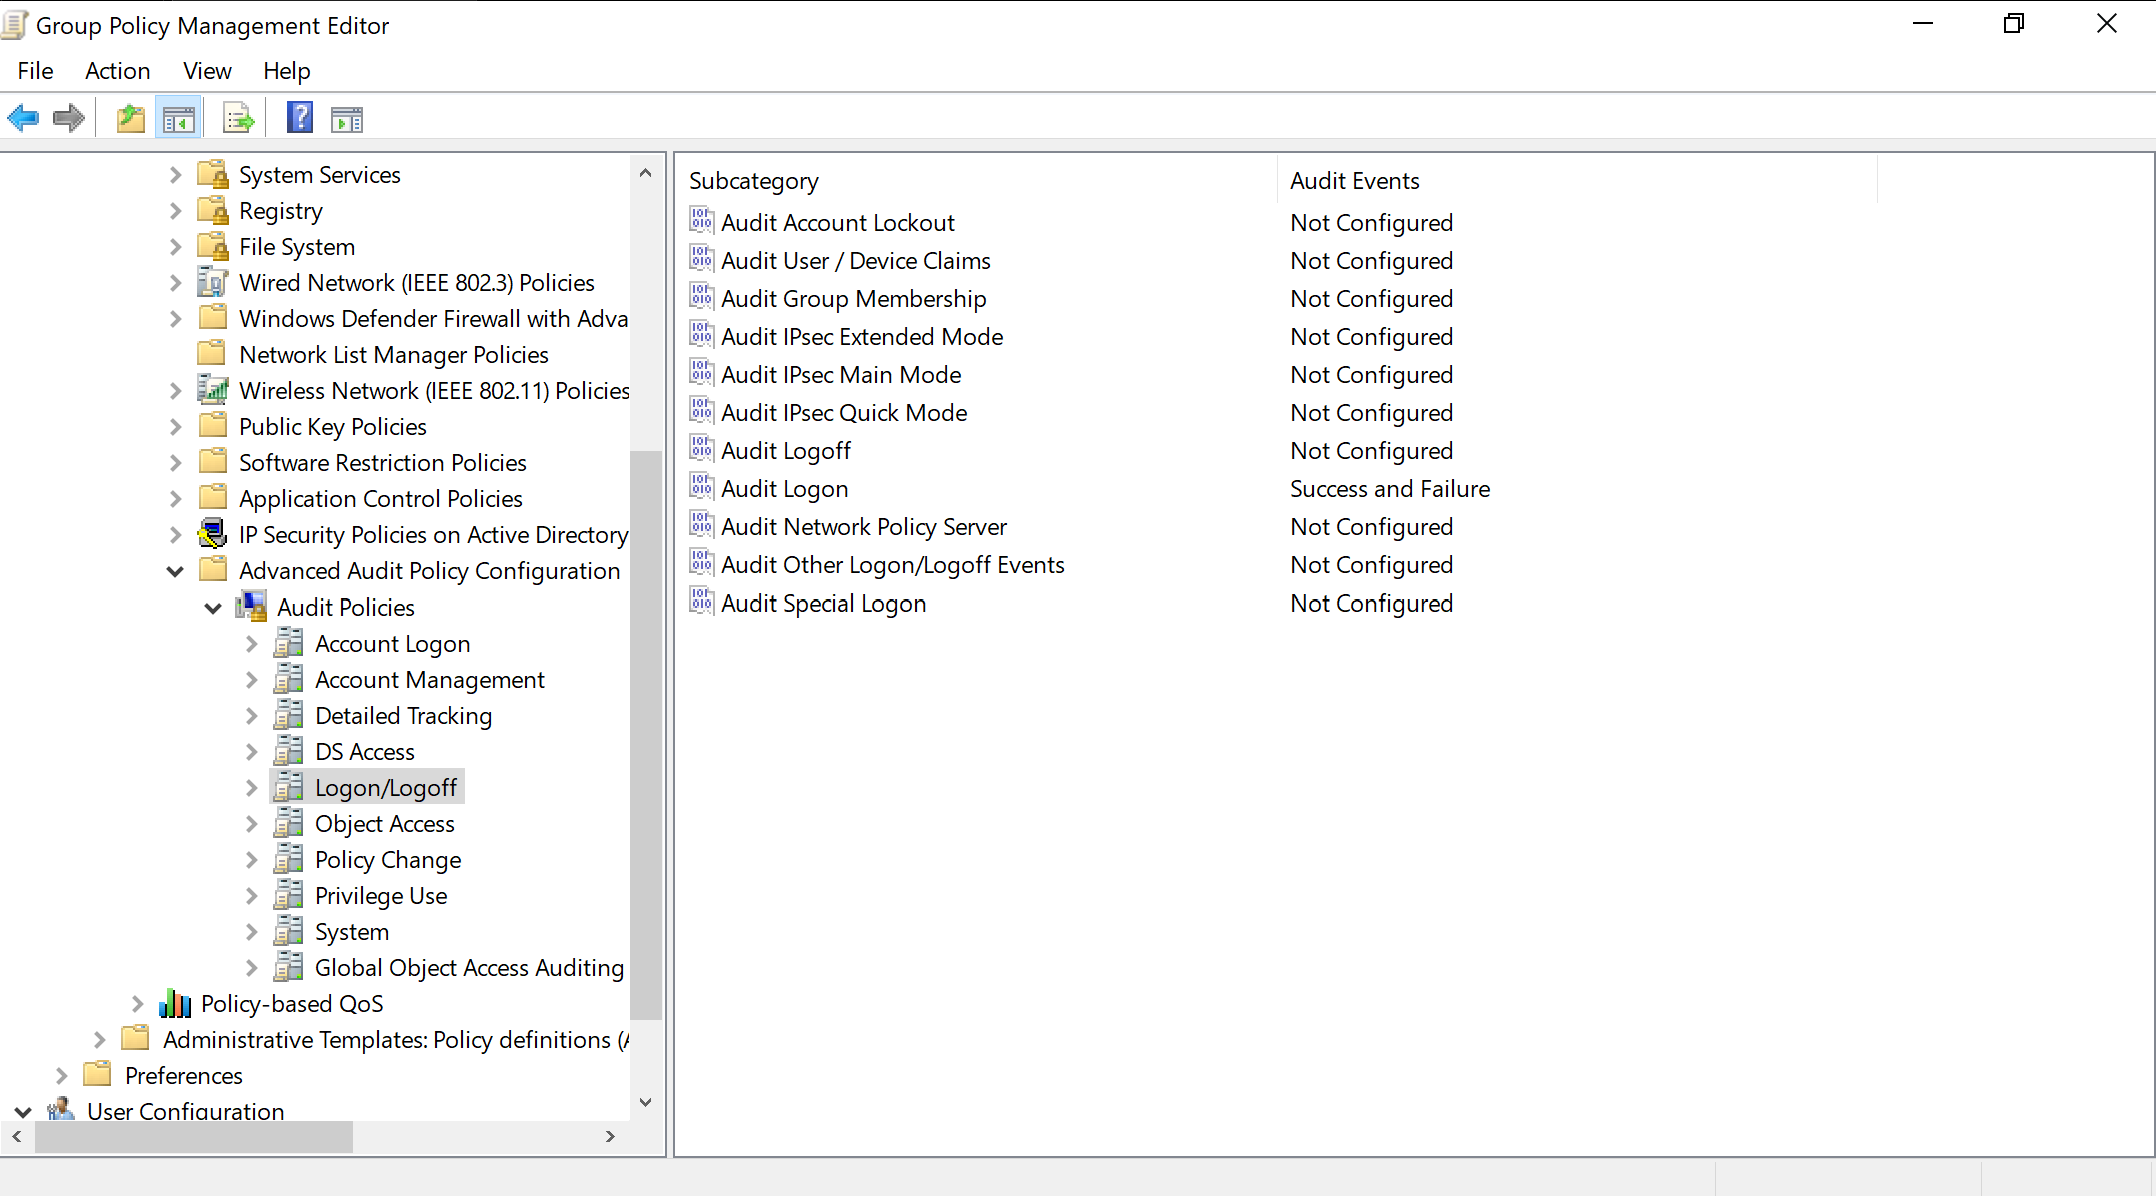 Group Policy Management Editor
File Action View Help
System Services
Registry
File System
Wired Network (IEEE 802.3) Policies
Windows Defender Firewall with Adva
Network List Manager Policies
Wireless Network (IEEE 802.11) Policies
Public Key Policies
Software Restriction Policies
Application Control Policies
IP Security Policies on Active Directory
Advanced Audit Policy Configuration
Audit Policies
Account Logon
Account Management
Detailed Tracking
DS Access
Logon/Logoff
Object Access
Policy Change
Privilege Use
System
Global Object Access Auditing
Policy-based QoS
Administrative Templates: Policy definitions (A
Preferences
User Configuration
Subcategory Audit Events
Audit Account Lockout Not Configured
Audit User / Device Claims Not Configured
Audit Group Membership Not Configured
Audit IPsec Extended Mode Not Configured
Audit IPsec Main Mode Not Configured
Audit IPsec Quick Mode Not Configured
Audit Logoff Not Configured
Audit Logon Success and Failure
Audit Network Policy Server Not Configured
Audit Other Logon/Logoff Events Not Configured
Audit Special Logon Not Configured